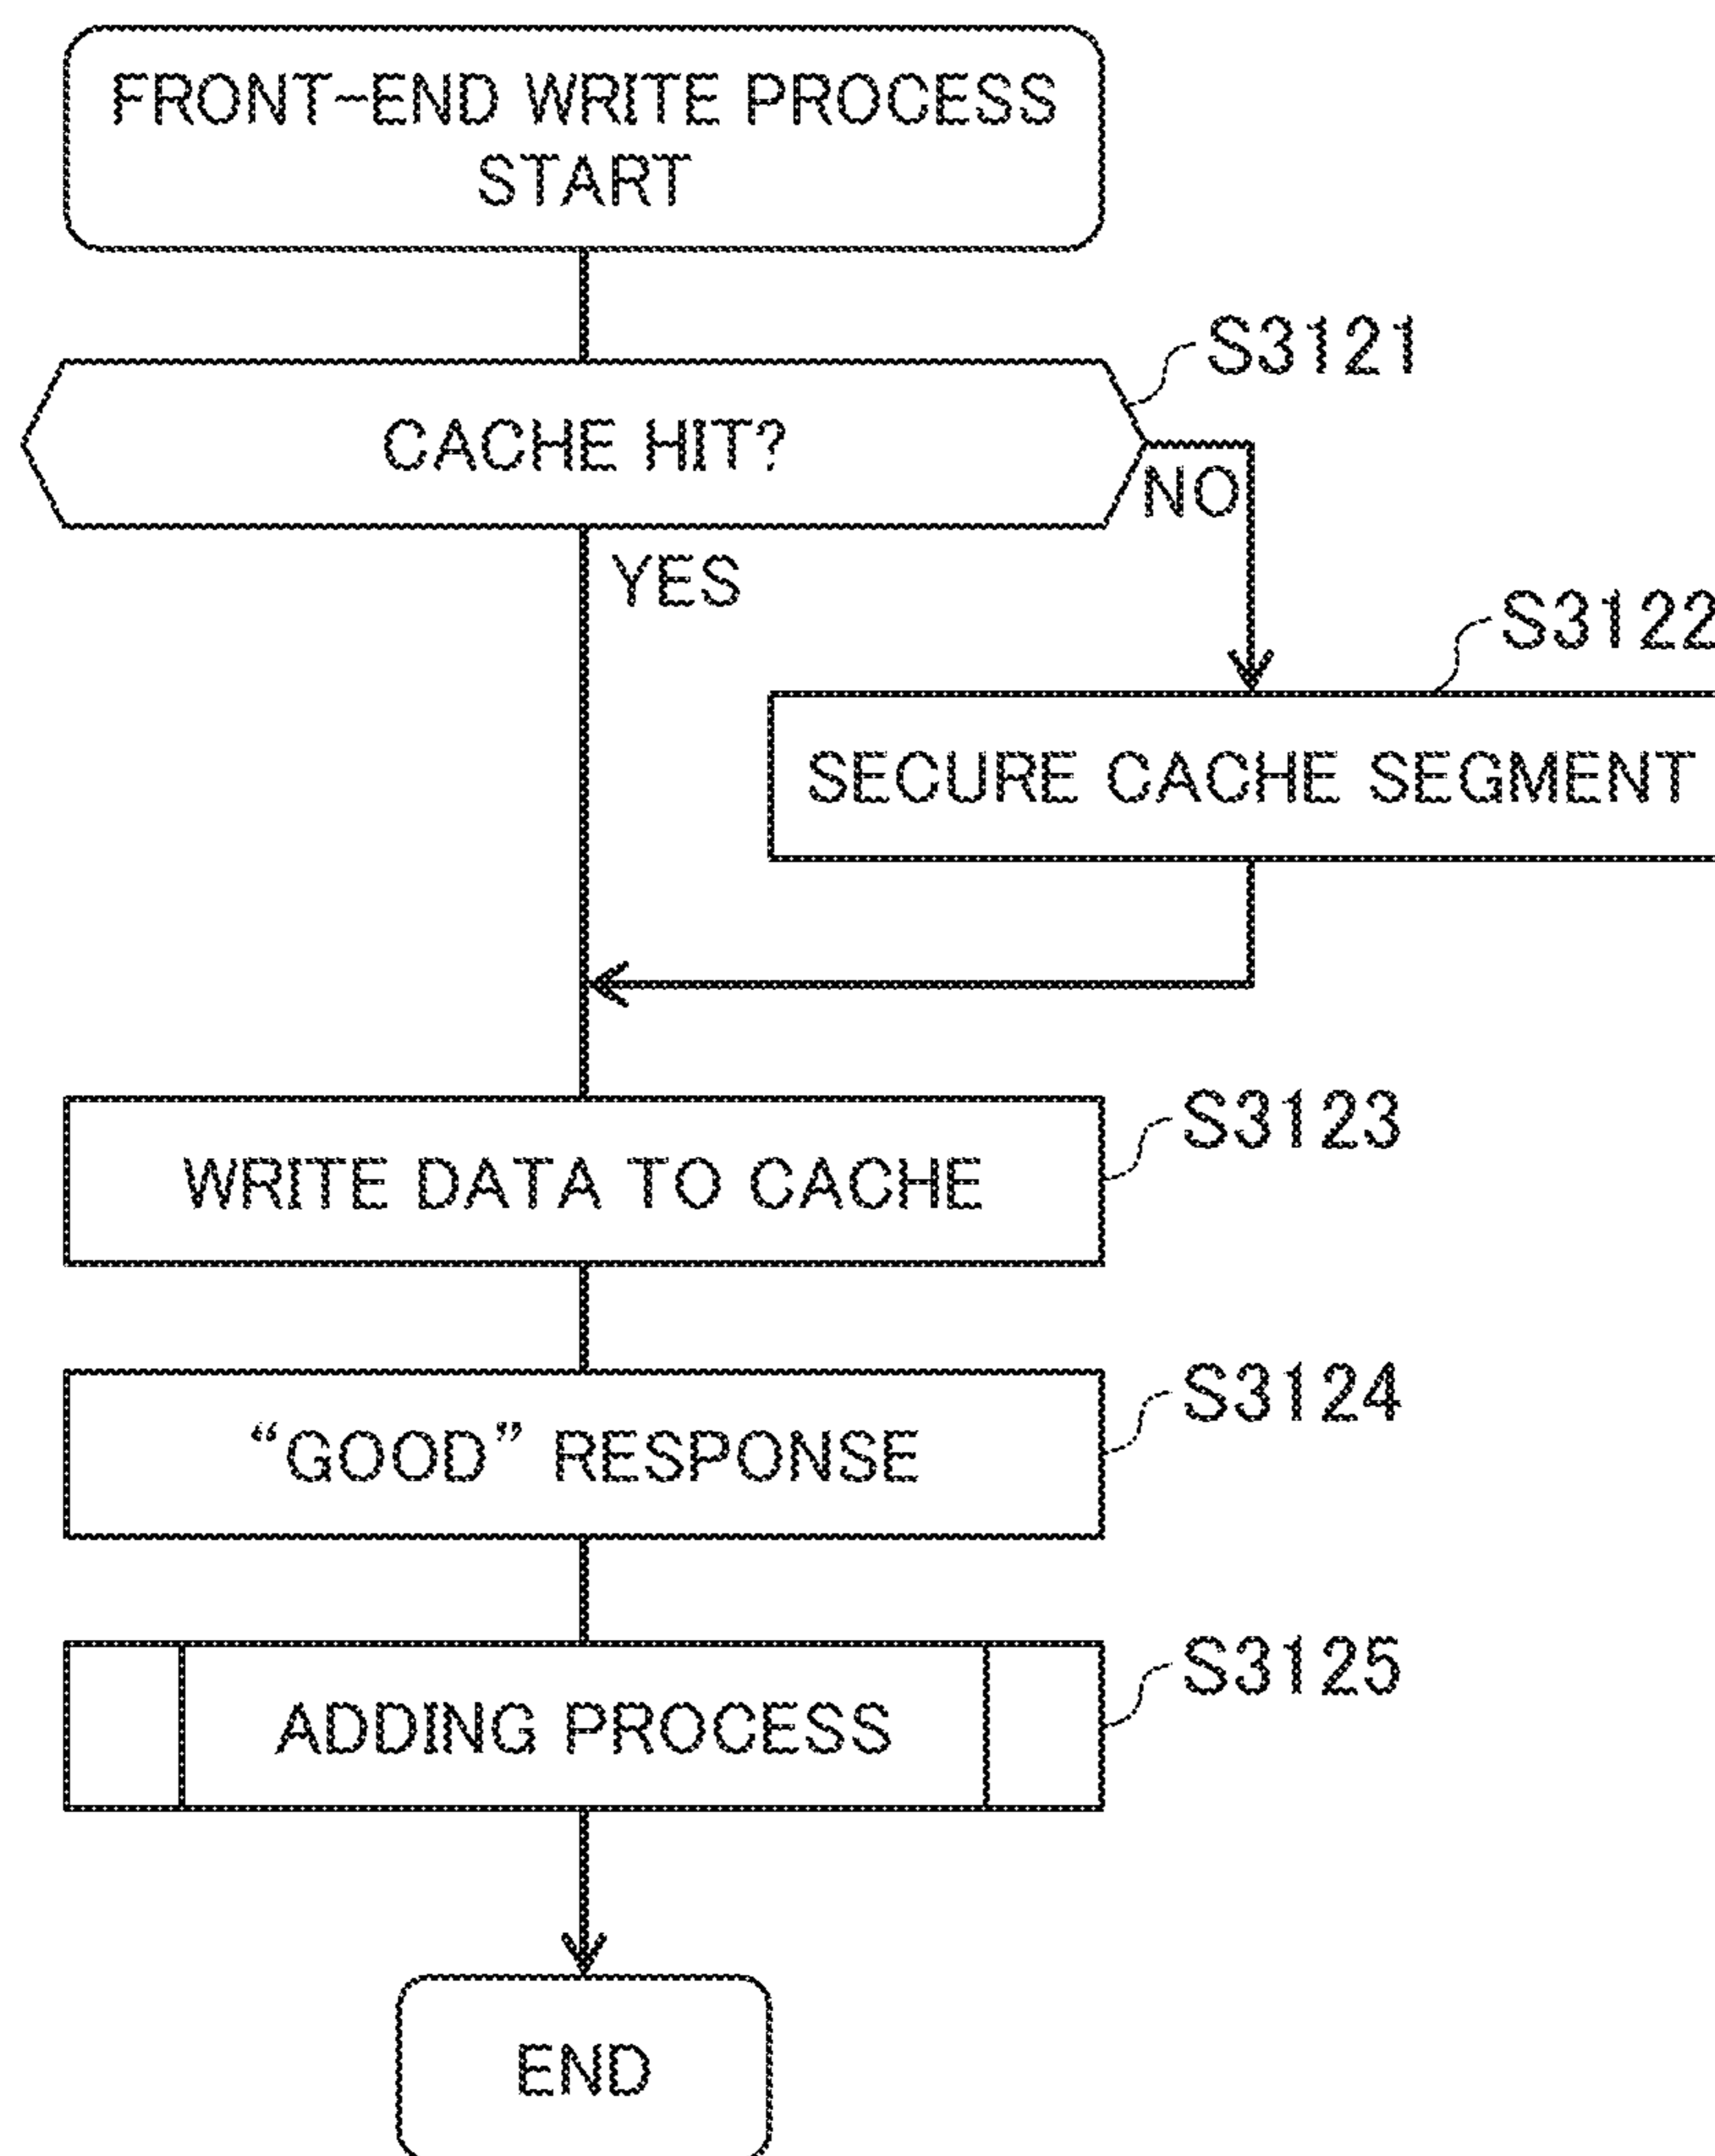 FRONT-END WRITE PROCESS
START
S3121
CACHE HIT?
NO
YES
S3122
SECURE CACHE SEGMENT
S3123
WRITE DATA TO CACHE
S3124
“GOOD” RESPONSE
S3125
ADDING PROCESS
END